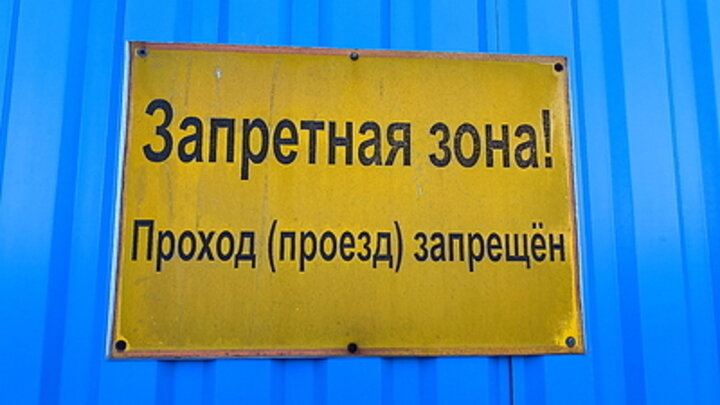 Запретная зона!
Проход (проезд) запрещён